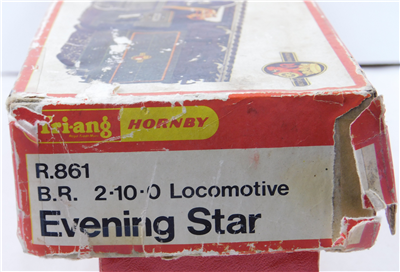 Tri-ang HORNBY
R.861
B.R. 2-10-0 Locomotive
Evening Star